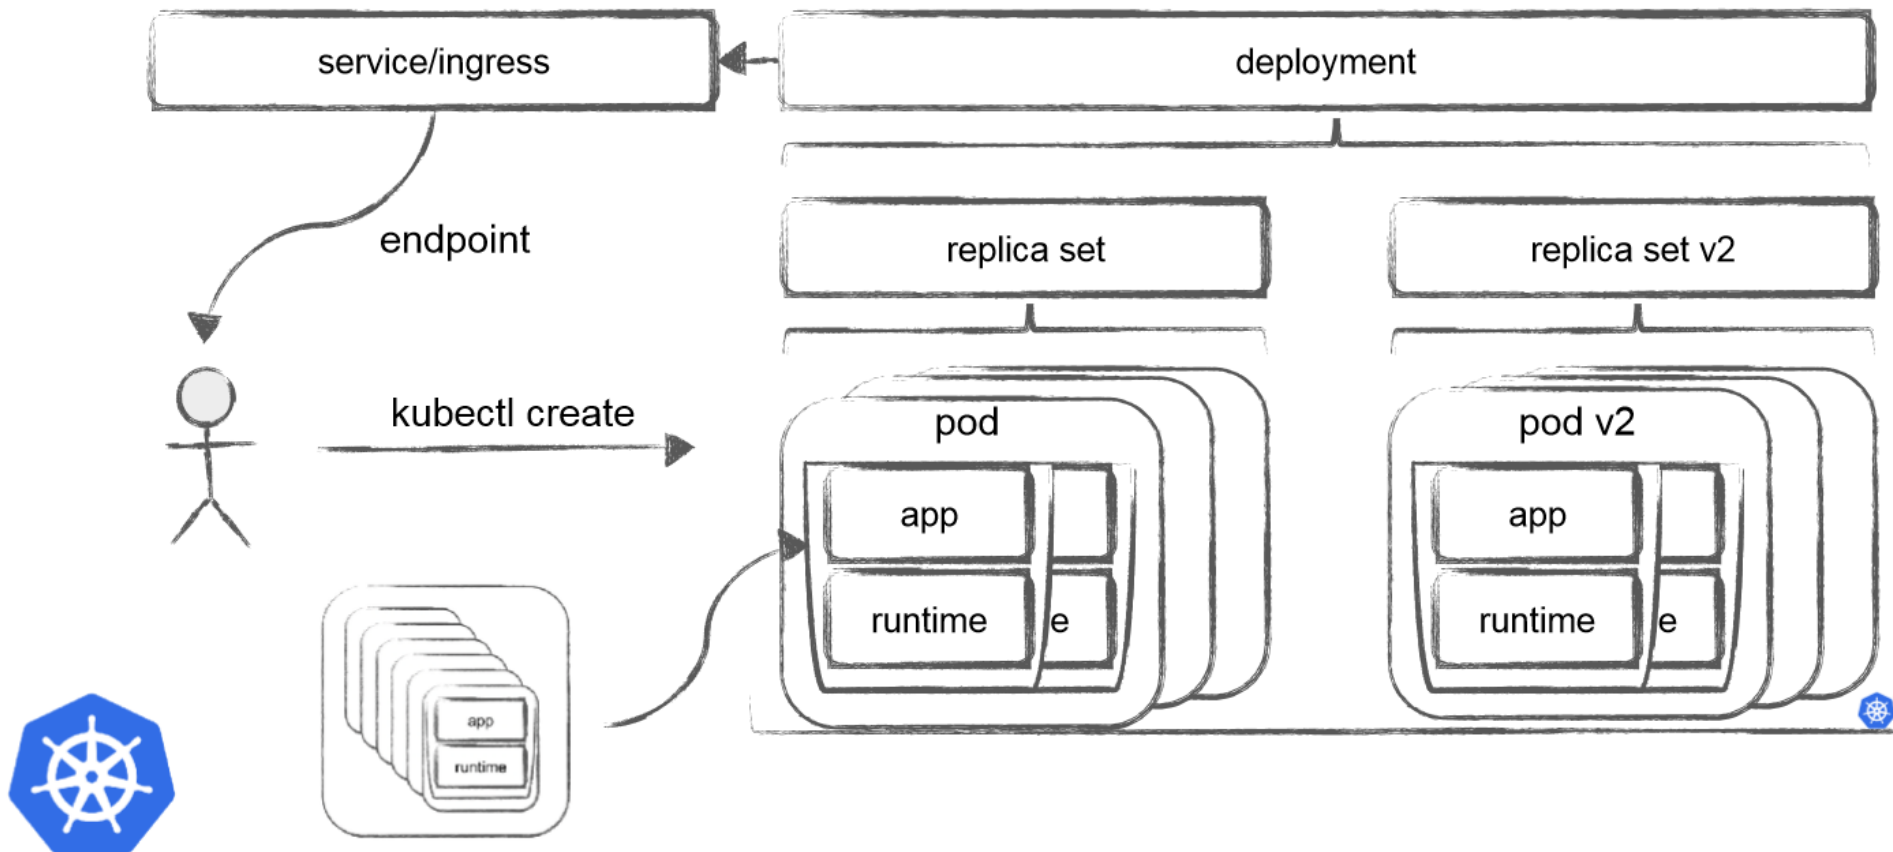 service/ingress
deployment
endpoint
replica set
replica set v2
kubectl create
pod
pod v2
app
app
runtime
e
runtime
e
app
runtime